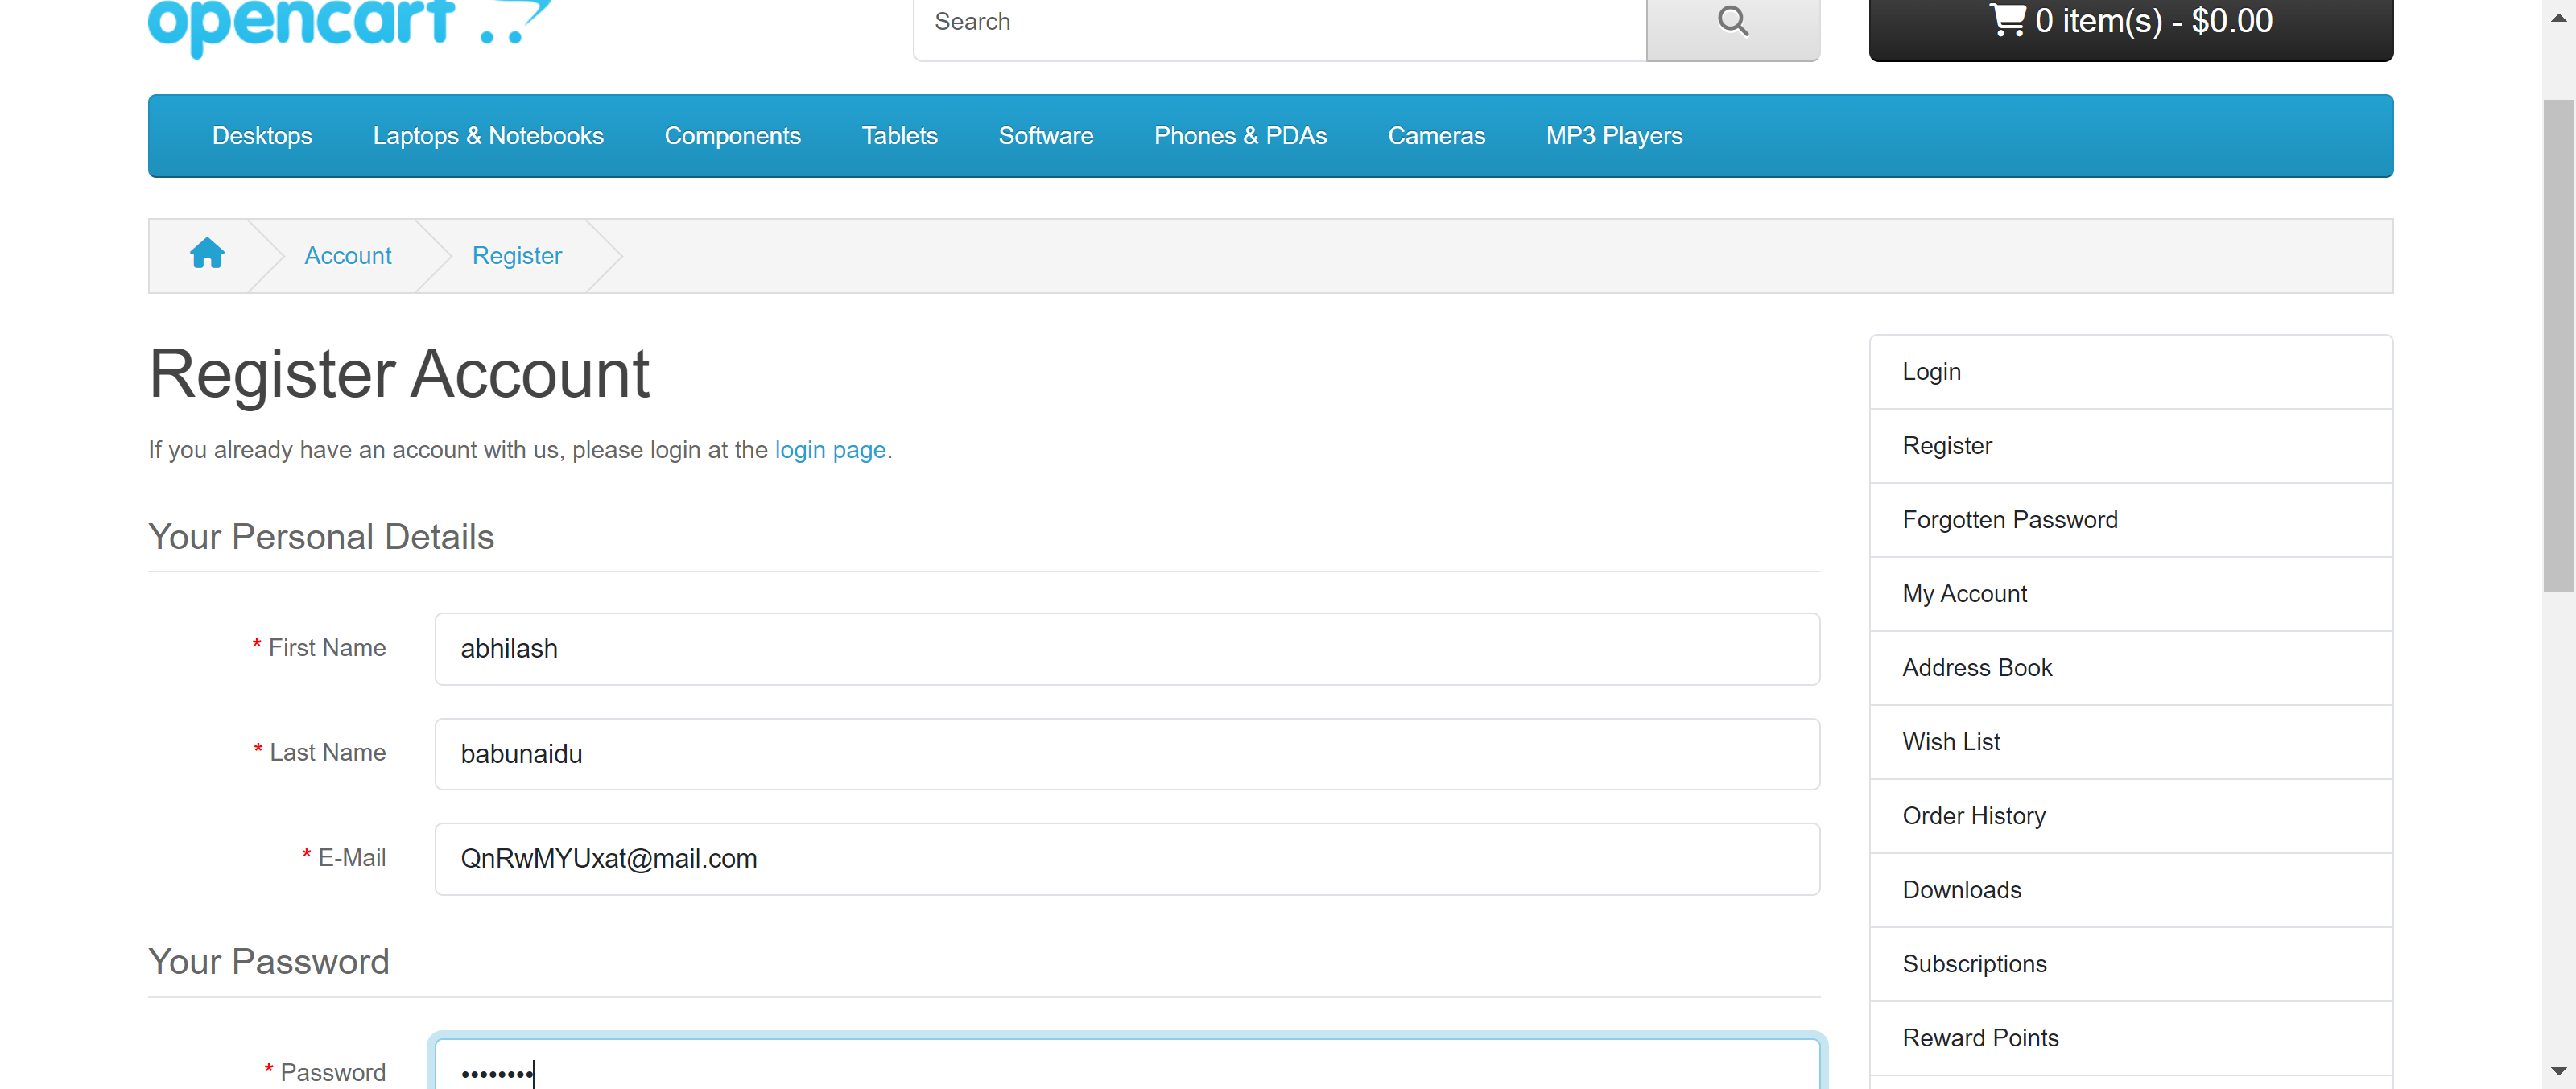 opencart
Search
0 item(s) - $0.00
Desktops Laptops & Notebooks Components Tablets Software Phones & PDAs Cameras MP3 Players
Account Register
Register Account
If you already have an account with us, please login at the login page.
Your Personal Details
* First Name abhilash
* Last Name babunaidu
* E-Mail QnRwMYUxat@mail.com
Your Password
* Password ••••••••
Login
Register
Forgotten Password
My Account
Address Book
Wish List
Order History
Downloads
Subscriptions
Reward Points